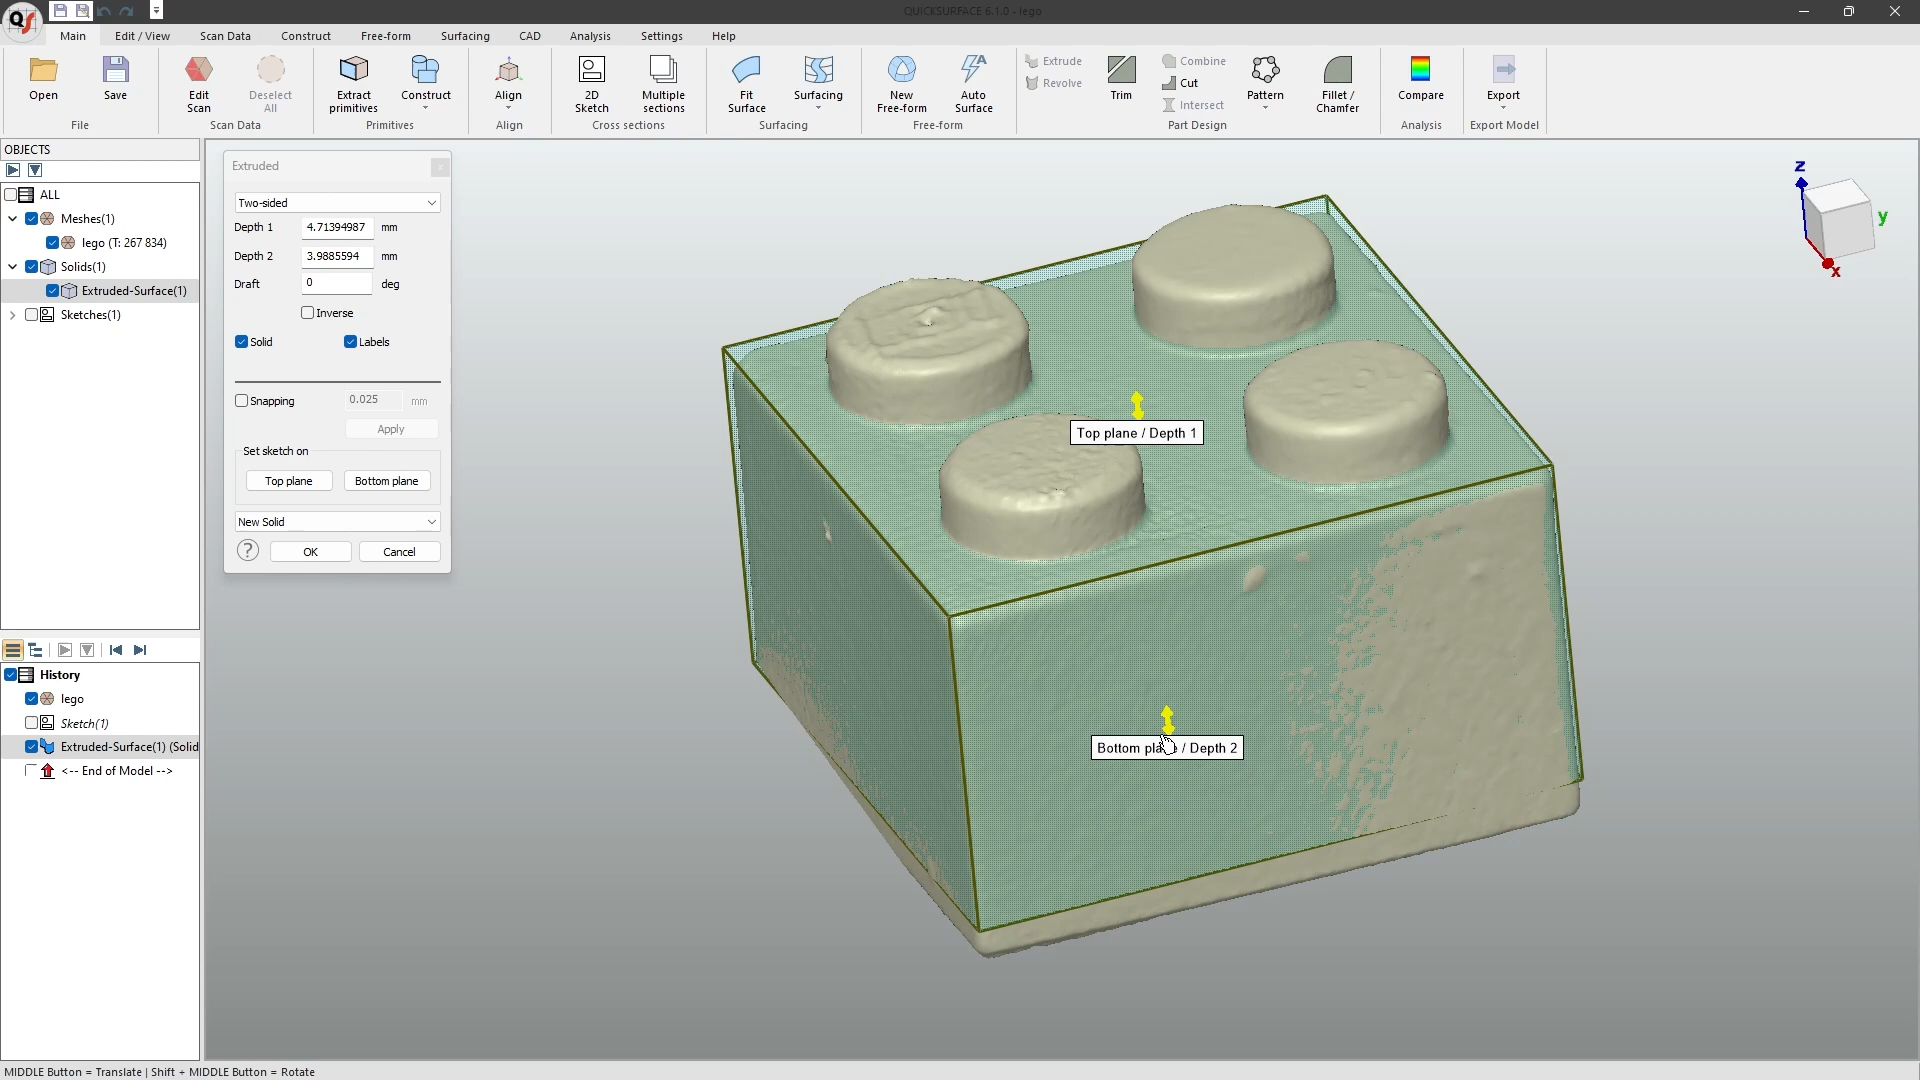 QS
QUICKSURFACE 6.1.0 - lego
Main Edit / View Scan Data Construct Free-form Surfacing CAD Analysis Settings Help
Open Save
File
Edit Scan
Deselect All
Scan Data
Extract primitives
Construct
Primitives
Align
Align
2D Sketch
Multiple sections
Cross sections
Fit Surface
Surfacing
Surfacing
New Free-form
Auto Surface
Free-form
Extrude
Revolve
Trim
Combine
Cut
Intersect
Pattern
Fillet / Chamfer
Part Design
Compare
Analysis
Export
Export Model
OBJECTS
ALL
Meshes(1)
lego (T: 267 834)
Solids(1)
Extruded-Surface(1)
Sketches(1)
History
lego
Sketch(1)
Extruded-Surface(1) (Solid
<-- End of Model -->
Extruded
Two-sided
Depth 1 4.71394987 mm
Depth 2 3.9885594 mm
Draft 0 deg
Inverse
Solid Labels
Snapping 0.025 mm
Apply
Set sketch on
Top plane Bottom plane
New Solid
? OK Cancel
Top plane / Depth 1
Bottom plane / Depth 2
Z
y
x
MIDDLE Button = Translate | Shift + MIDDLE Button = Rotate